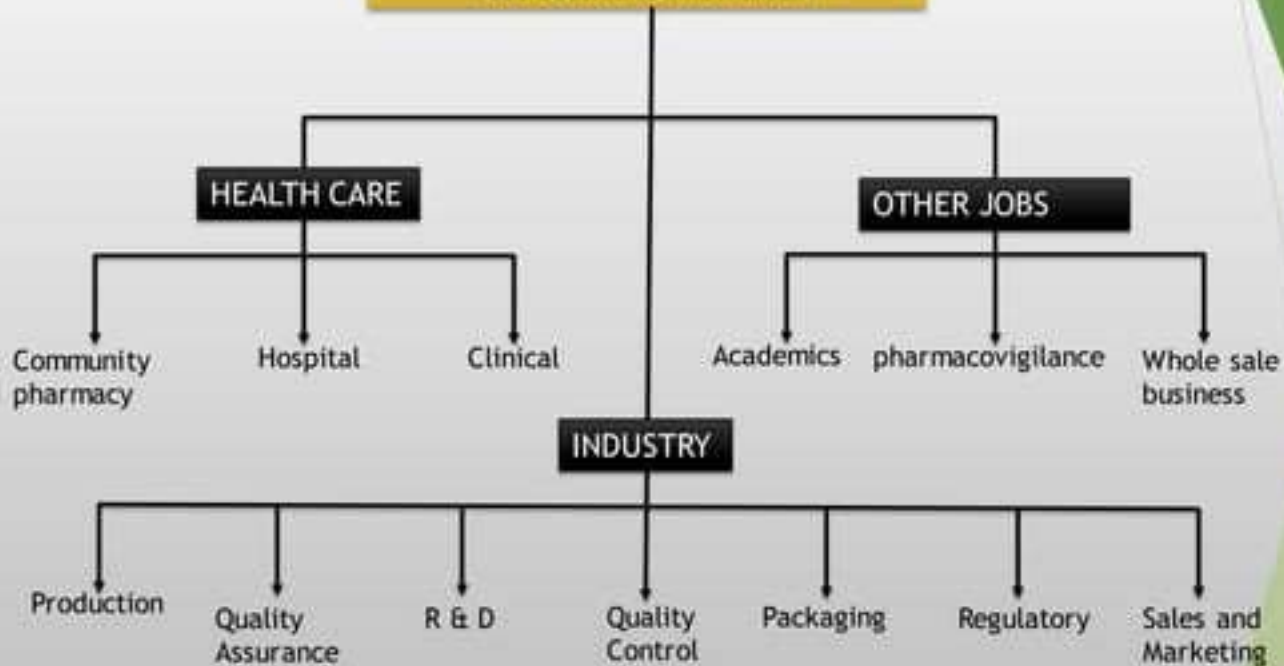 HEALTH CARE
OTHER JOBS
Community
pharmacy
Hospital
Clinical
Academics
pharmacovigilance
Whole sale
business
INDUSTRY
Production
Quality
Assurance
R & D
Quality
Control
Packaging
Regulatory
Sales and
Marketing